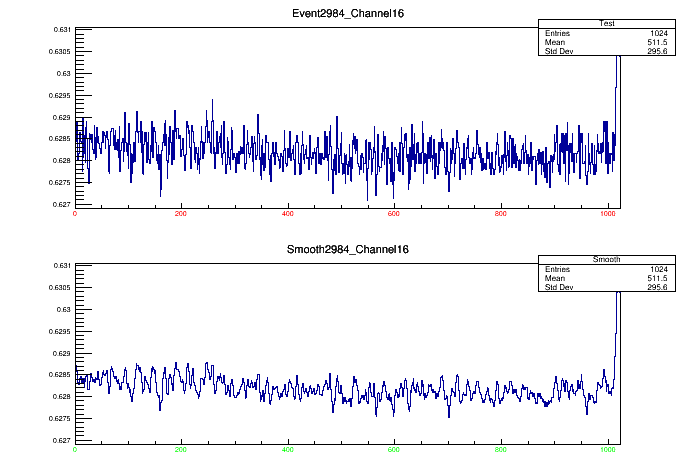 Event2984_Channel16
Test
Entries 1024
Mean 511.5
Std Dev 295.6
0.631
0.6305
0.63
0.6295
0.629
0.6285
0.628
0.6275
0.627
0 200 400 600 800 1000
Smooth2984_Channel16
Smooth
Entries 1024
Mean 511.5
Std Dev 295.6
0.631
0.6305
0.63
0.6295
0.629
0.6285
0.628
0.6275
0.627
0 200 400 600 800 1000